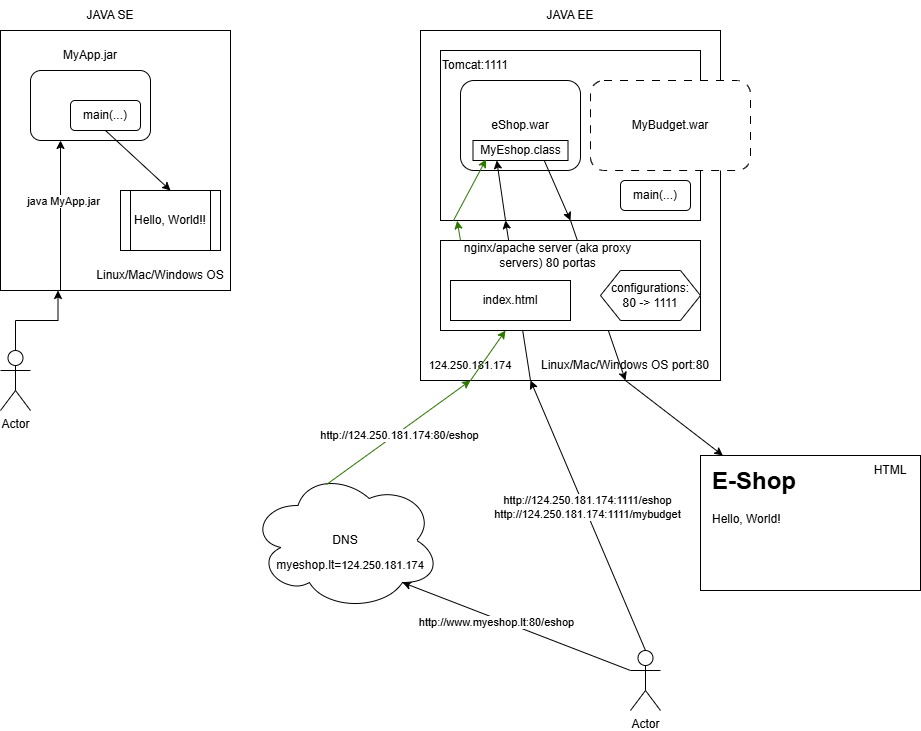 JAVA SE
MyApp.jar
main(...)
java MyApp.jar
Hello, World!!
Linux/Mac/Windows OS
Actor
JAVA EE
Tomcat:1111
eShop.war
MyEshop.class
MyBudget.war
main(...)
nginx/apache server (aka proxy
servers) 80 portas
index.html
configurations:
80 -> 1111
124.250.181.174
Linux/Mac/Windows OS port:80
http://124.250.181.174:80/eshop
DNS
myeshop.lt=124.250.181.174
http://124.250.181.174:1111/eshop
http://124.250.181.174:1111/mybudget
http://www.myeshop.lt:80/eshop
E-Shop
HTML
Hello, World!
Actor